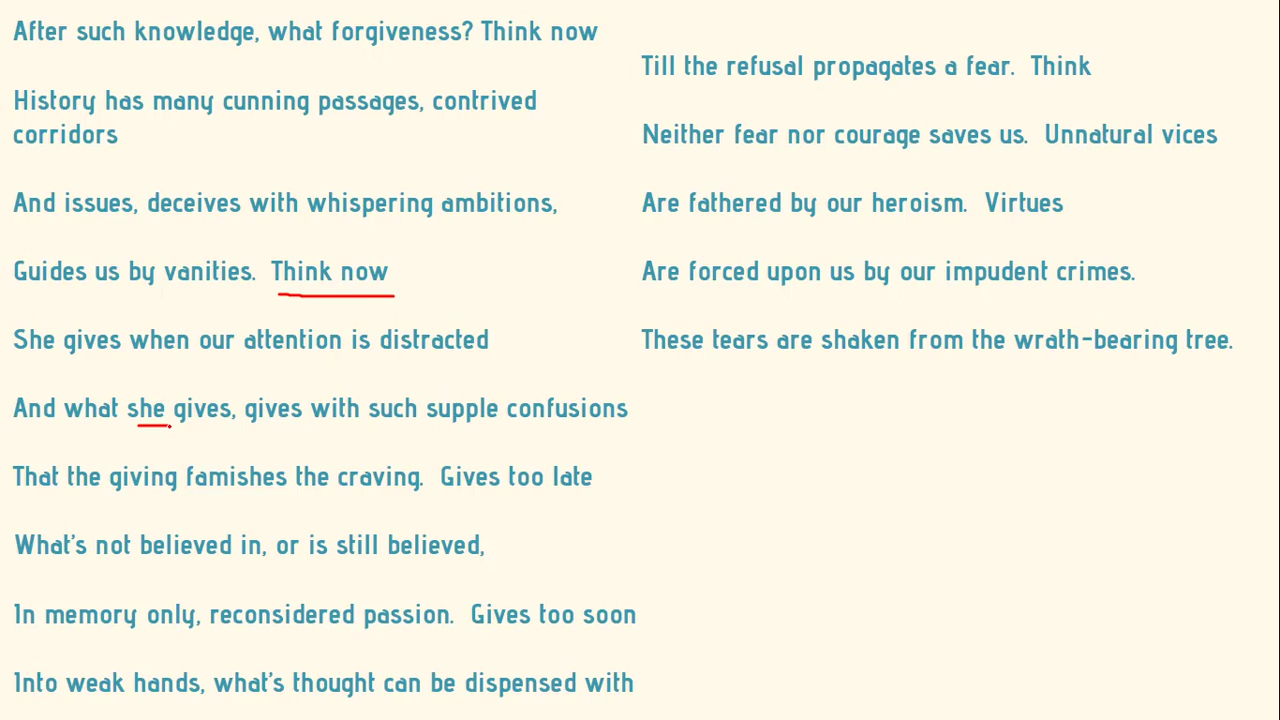 After such knowledge, what forgiveness? Think now
History has many cunning passages, contrived
corridors
And issues, deceives with whispering ambitions,
Guides us by vanities.  Think now
She gives when our attention is distracted
And what she gives, gives with such supple confusions
That the giving famishes the craving.  Gives too late
What's not believed in, or is still believed,
In memory only, reconsidered passion.  Gives too soon
Into weak hands, what's thought can be dispensed with
Till the refusal propagates a fear.  Think
Neither fear nor courage saves us.  Unnatural vices
Are fathered by our heroism.  Virtues
Are forced upon us by our impudent crimes.
These tears are shaken from the wrath-bearing tree.